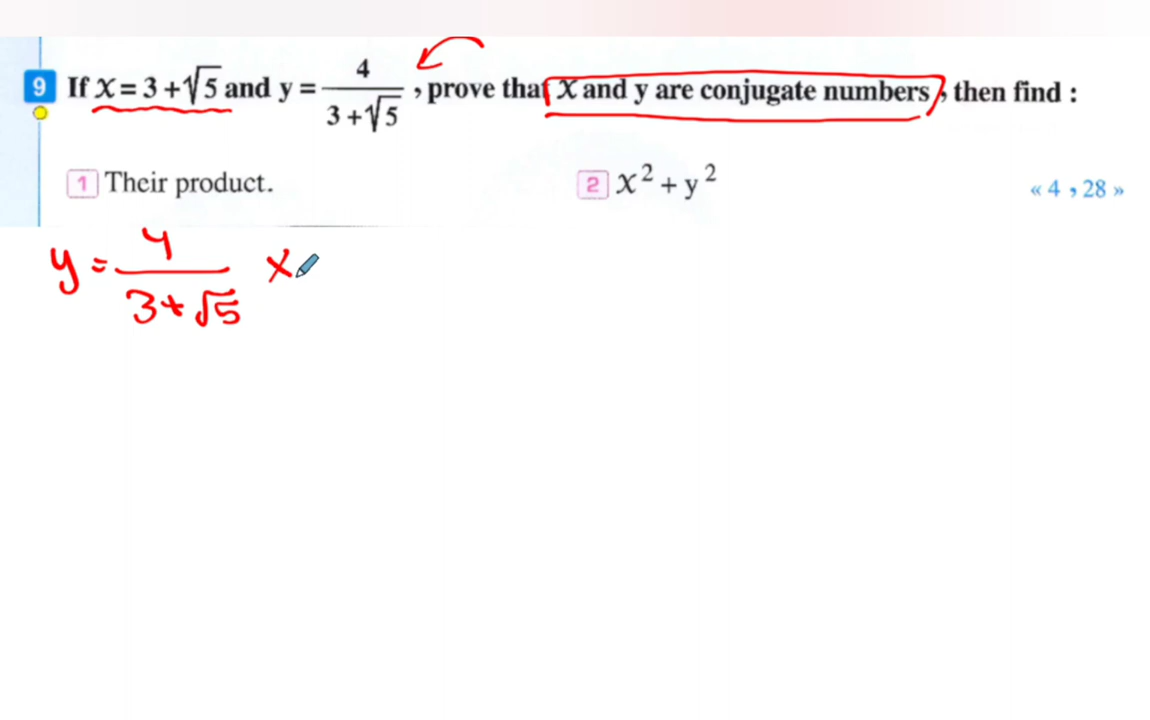 9 If x = 3 + √5 and y = 4 / (3 + √5) , prove that x and y are conjugate numbers , then find :
1 Their product. 2 x² + y² « 4 , 28 »
y = 4 / (3 + √5) ×